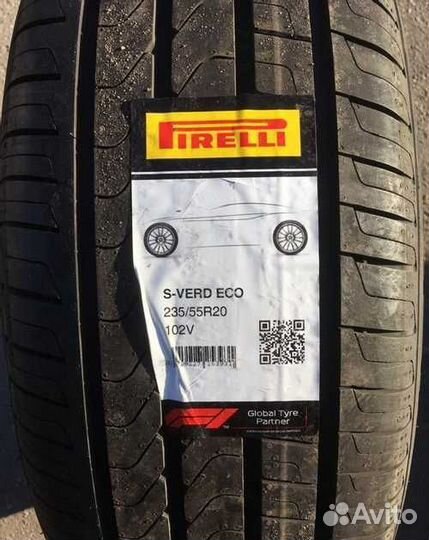 PIRELLI
S-VERD ECO
235/55R20
102V
Global Tyre
Partner
Avito